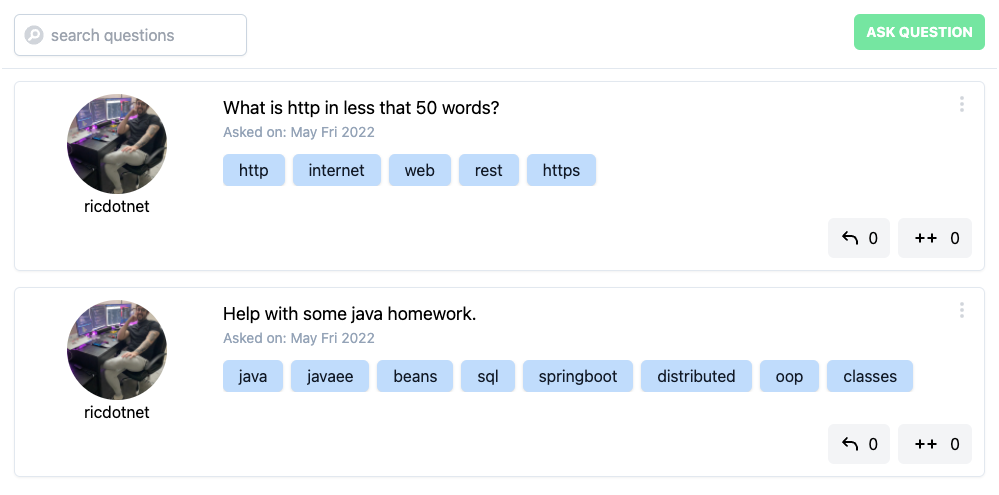 search questions
ASK QUESTION
What is http in less that 50 words?
Asked on: May Fri 2022
http internet web rest https
ricdotnet
0 ++ 0
Help with some java homework.
Asked on: May Fri 2022
java javaee beans sql springboot distributed oop classes
ricdotnet
0 ++ 0